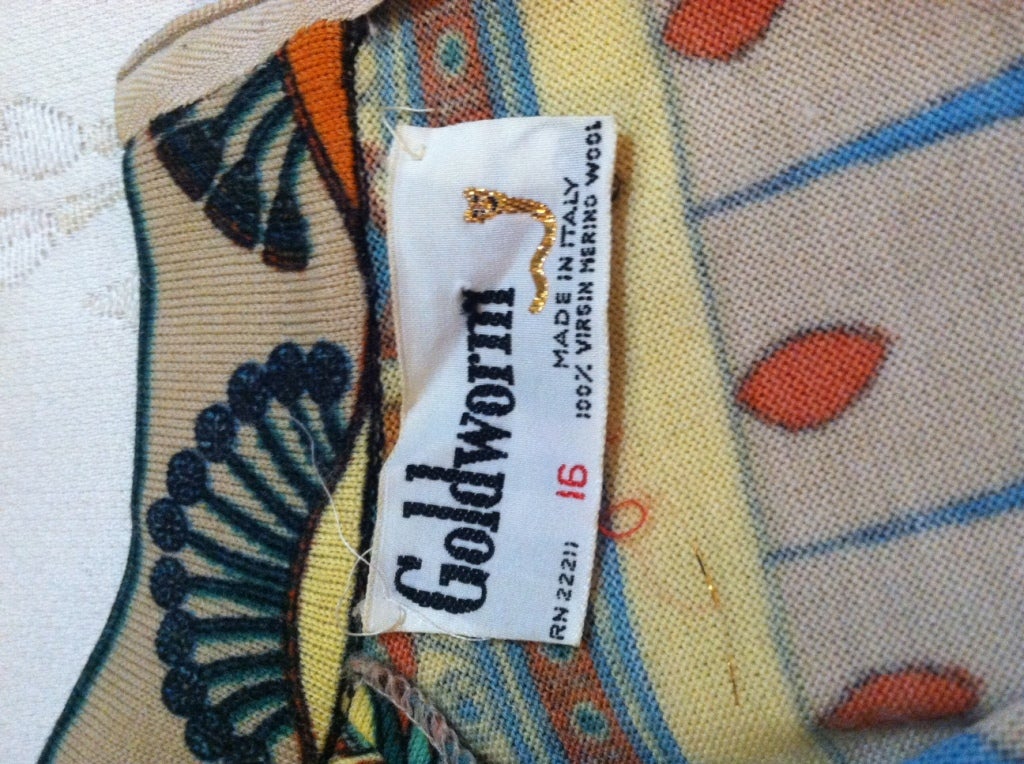 Goldworm
MADE IN ITALY
RN 22211 16 100% VIRGIN MERINO WOOL